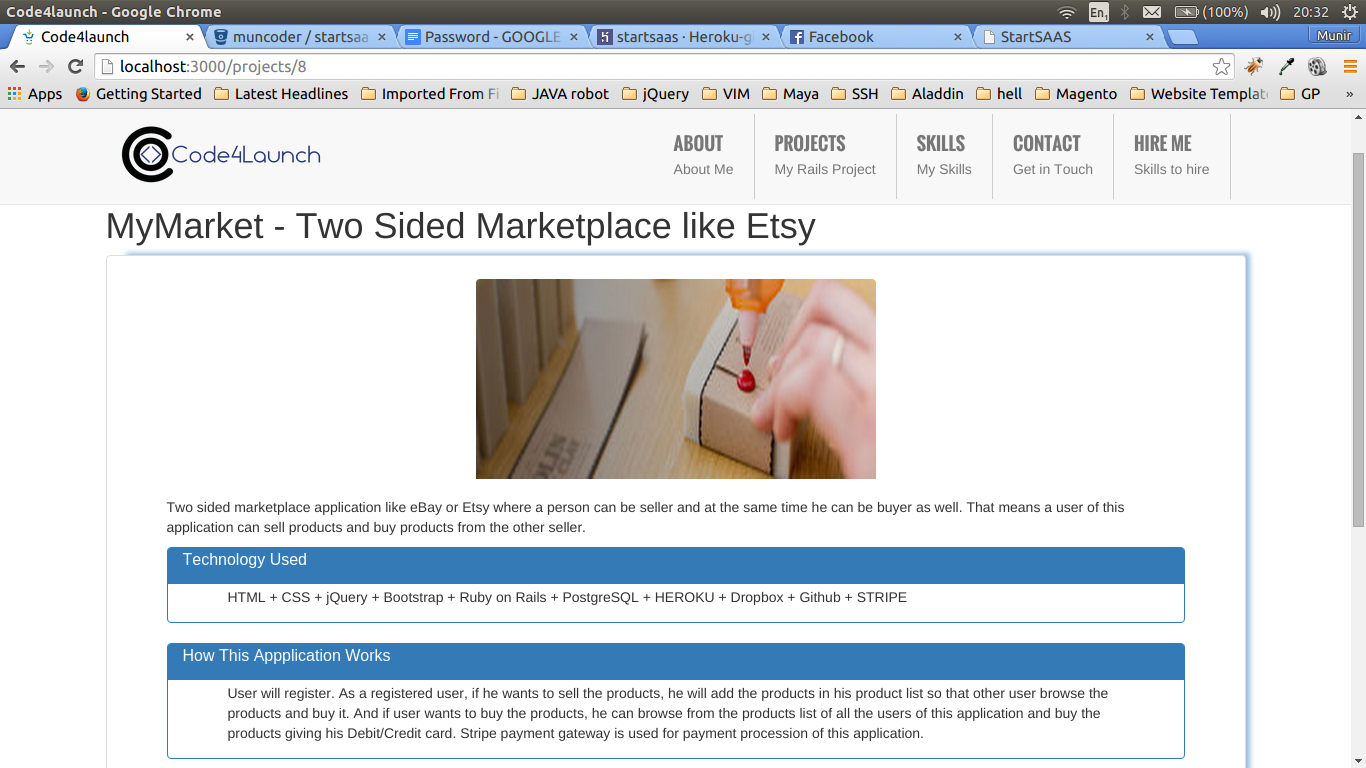 Code4launch - Google Chrome
En1 (100%) 20:32
Code4launch muncoder / startsaa Password - GOOGLE startsaas · Heroku-g Facebook StartSAAS Munir
localhost:3000/projects/8
Apps Getting Started Latest Headlines Imported From Fi JAVA robot jQuery VIM Maya SSH Aladdin hell Magento Website Templat GP »
Code4Launch
ABOUT PROJECTS SKILLS CONTACT HIRE ME
About Me My Rails Project My Skills Get in Touch Skills to hire
MyMarket - Two Sided Marketplace like Etsy
Two sided marketplace application like eBay or Etsy where a person can be seller and at the same time he can be buyer as well. That means a user of this
application can sell products and buy products from the other seller.
Technology Used
HTML + CSS + jQuery + Bootstrap + Ruby on Rails + PostgreSQL + HEROKU + Dropbox + Github + STRIPE
How This Appplication Works
User will register. As a registered user, if he wants to sell the products, he will add the products in his product list so that other user browse the
products and buy it. And if user wants to buy the products, he can browse from the products list of all the users of this application and buy the
products giving his Debit/Credit card. Stripe payment gateway is used for payment procession of this application.